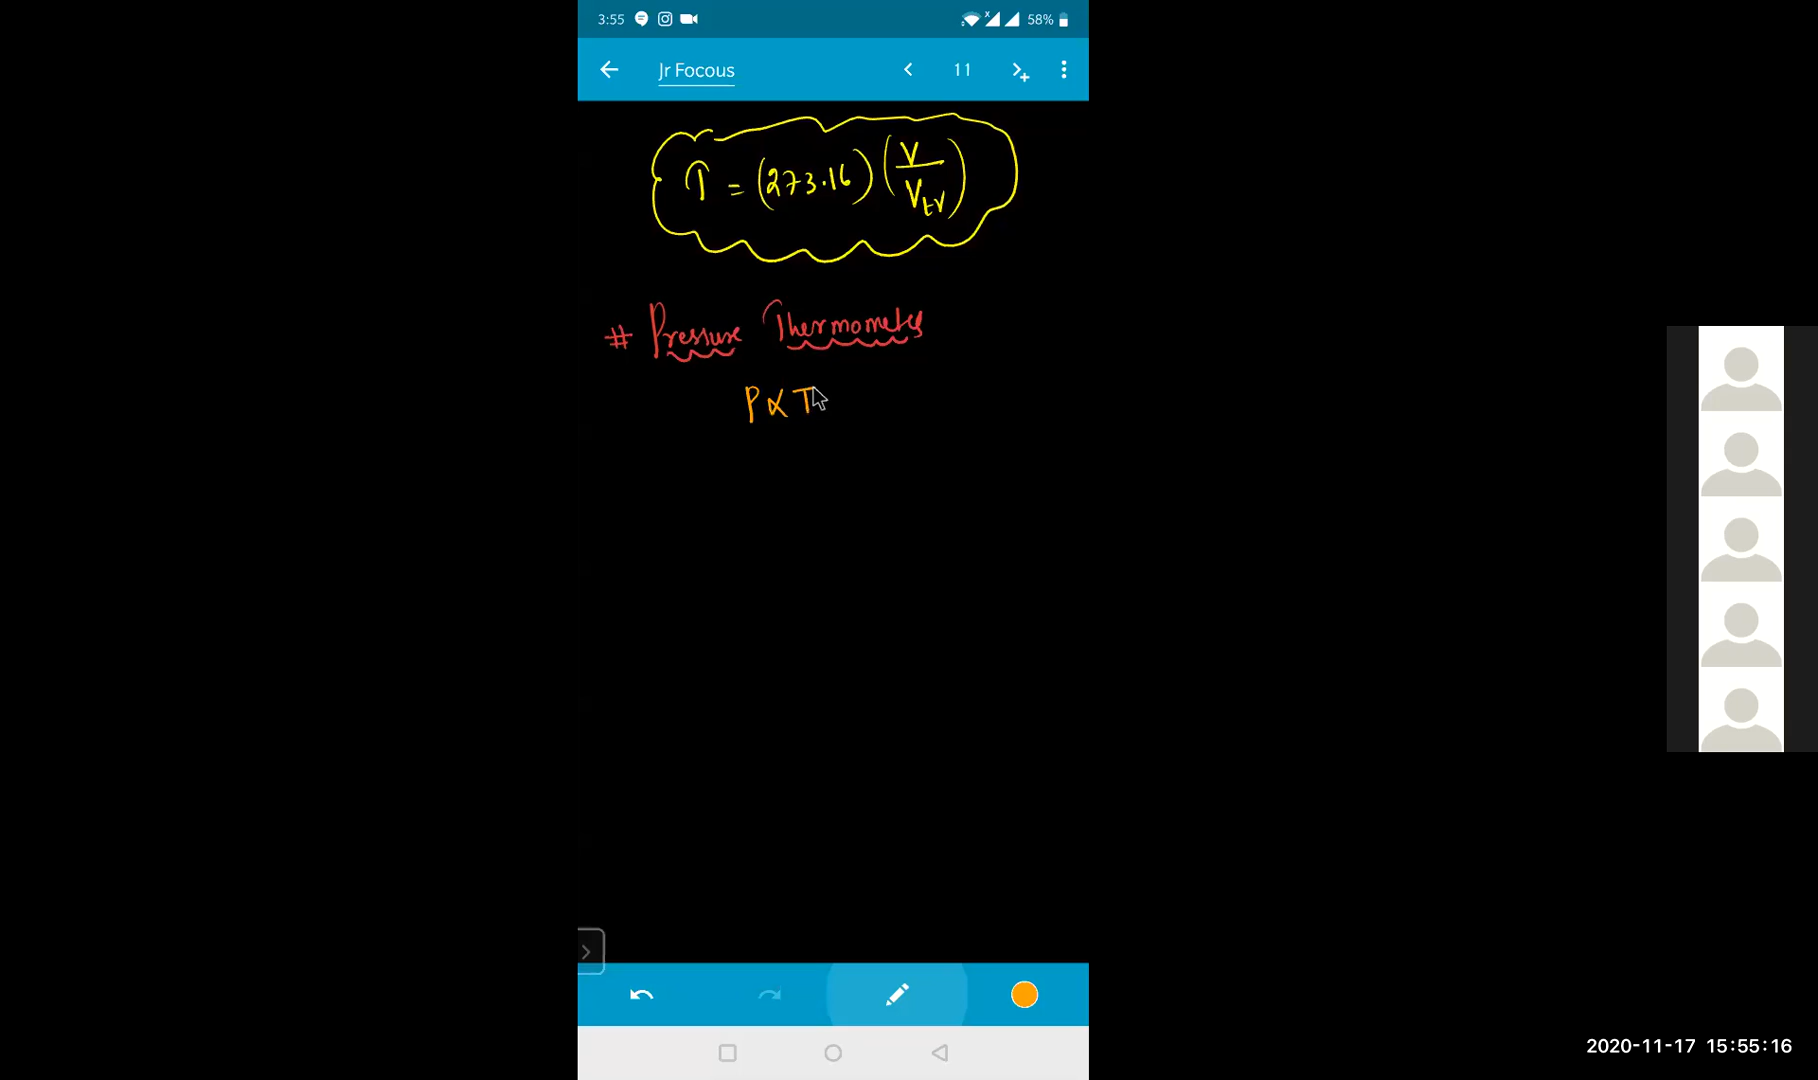 3:55 58%
Jr Focous 11
T = (273.16) (V/Vtr)
# Pressure Thermometer
P ∝ T
2020-11-17 15:55:16